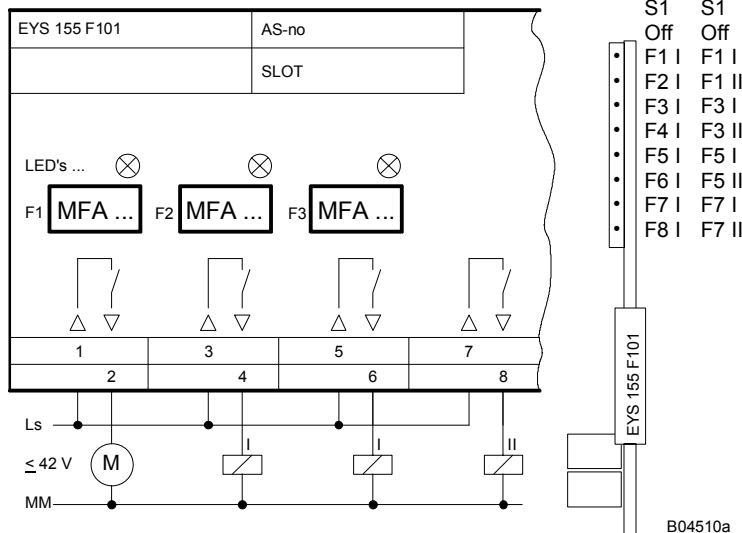 EYS 155 F101 AS-no
SLOT
LED's ...
F1 MFA ... F2 MFA ... F3 MFA ...
1 3 5 7
2 4 6 8
Ls
I I II
≤ 42 V M
MM
S1 S1
Off Off
F1 I F1 I
F2 I F1 II
F3 I F3 I
F4 I F3 II
F5 I F5 I
F6 I F5 II
F7 I F7 I
F8 I F7 II
EYS 155 F101
B04510a